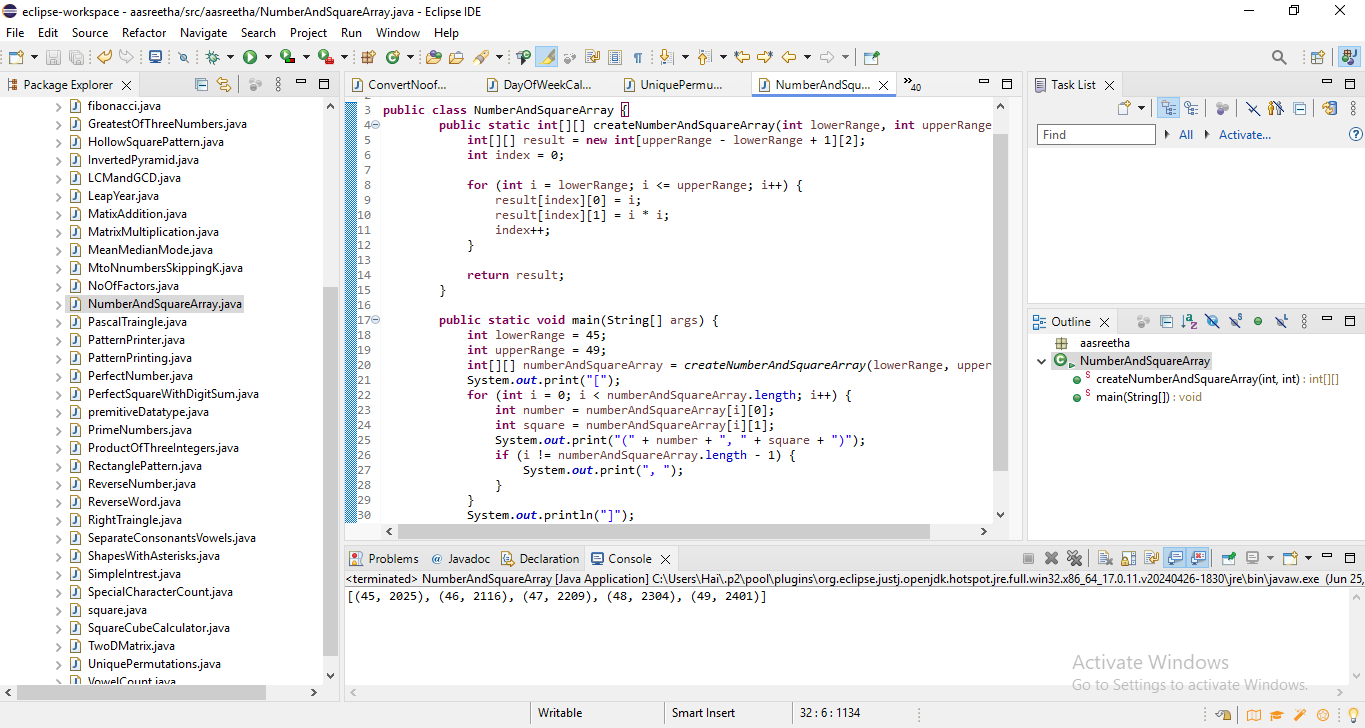 eclipse-workspace - aasreetha/src/aasreetha/NumberAndSquareArray.java - Eclipse IDE
File Edit Source Refactor Navigate Search Project Run Window Help
Package Explorer
fibonacci.java
GreatestOfThreeNumbers.java
HollowSquarePattern.java
InvertedPyramid.java
LCMandGCD.java
LeapYear.java
MatixAddition.java
MatrixMultiplication.java
MeanMedianMode.java
MtoNnumbersSkippingK.java
NoOfFactors.java
NumberAndSquareArray.java
PascalTraingle.java
PatternPrinter.java
PatternPrinting.java
PerfectNumber.java
PerfectSquareWithDigitSum.java
premitiveDatatype.java
PrimeNumbers.java
ProductOfThreeIntegers.java
RectanglePattern.java
ReverseNumber.java
ReverseWord.java
RightTraingle.java
SeparateConsonantsVowels.java
ShapesWithAsterisks.java
SimpleIntrest.java
SpecialCharacterCount.java
square.java
SquareCubeCalculator.java
TwoDMatrix.java
UniquePermutations.java
VowelCount.java
ConvertNoof... DayOfWeekCal... UniquePermu... NumberAndSqu... 40
3 public class NumberAndSquareArray {
4 public static int[][] createNumberAndSquareArray(int lowerRange, int upperRange
5 int[][] result = new int[upperRange - lowerRange + 1][2];
6 int index = 0;
7
8 for (int i = lowerRange; i <= upperRange; i++) {
9 result[index][0] = i;
10 result[index][1] = i * i;
11 index++;
12 }
13
14 return result;
15 }
16
17 public static void main(String[] args) {
18 int lowerRange = 45;
19 int upperRange = 49;
20 int[][] numberAndSquareArray = createNumberAndSquareArray(lowerRange, upper
21 System.out.print("[");
22 for (int i = 0; i < numberAndSquareArray.length; i++) {
23 int number = numberAndSquareArray[i][0];
24 int square = numberAndSquareArray[i][1];
25 System.out.print("(" + number + ", " + square + ")");
26 if (i != numberAndSquareArray.length - 1) {
27 System.out.print(", ");
28 }
29 }
30 System.out.println("]");
Problems Javadoc Declaration Console
<terminated> NumberAndSquareArray [Java Application] C:\Users\Hai\.p2\pool\plugins\org.eclipse.justj.openjdk.hotspot.jre.full.win32.x86_64_17.0.11.v20240426-1830\jre\bin\javaw.exe (Jun 25,
[(45, 2025), (46, 2116), (47, 2209), (48, 2304), (49, 2401)]
Task List
Find All Activate...
Outline
aasreetha
NumberAndSquareArray
createNumberAndSquareArray(int, int) : int[][]
main(String[]) : void
Activate Windows
Go to Settings to activate Windows.
Writable Smart Insert 32 : 6 : 1134